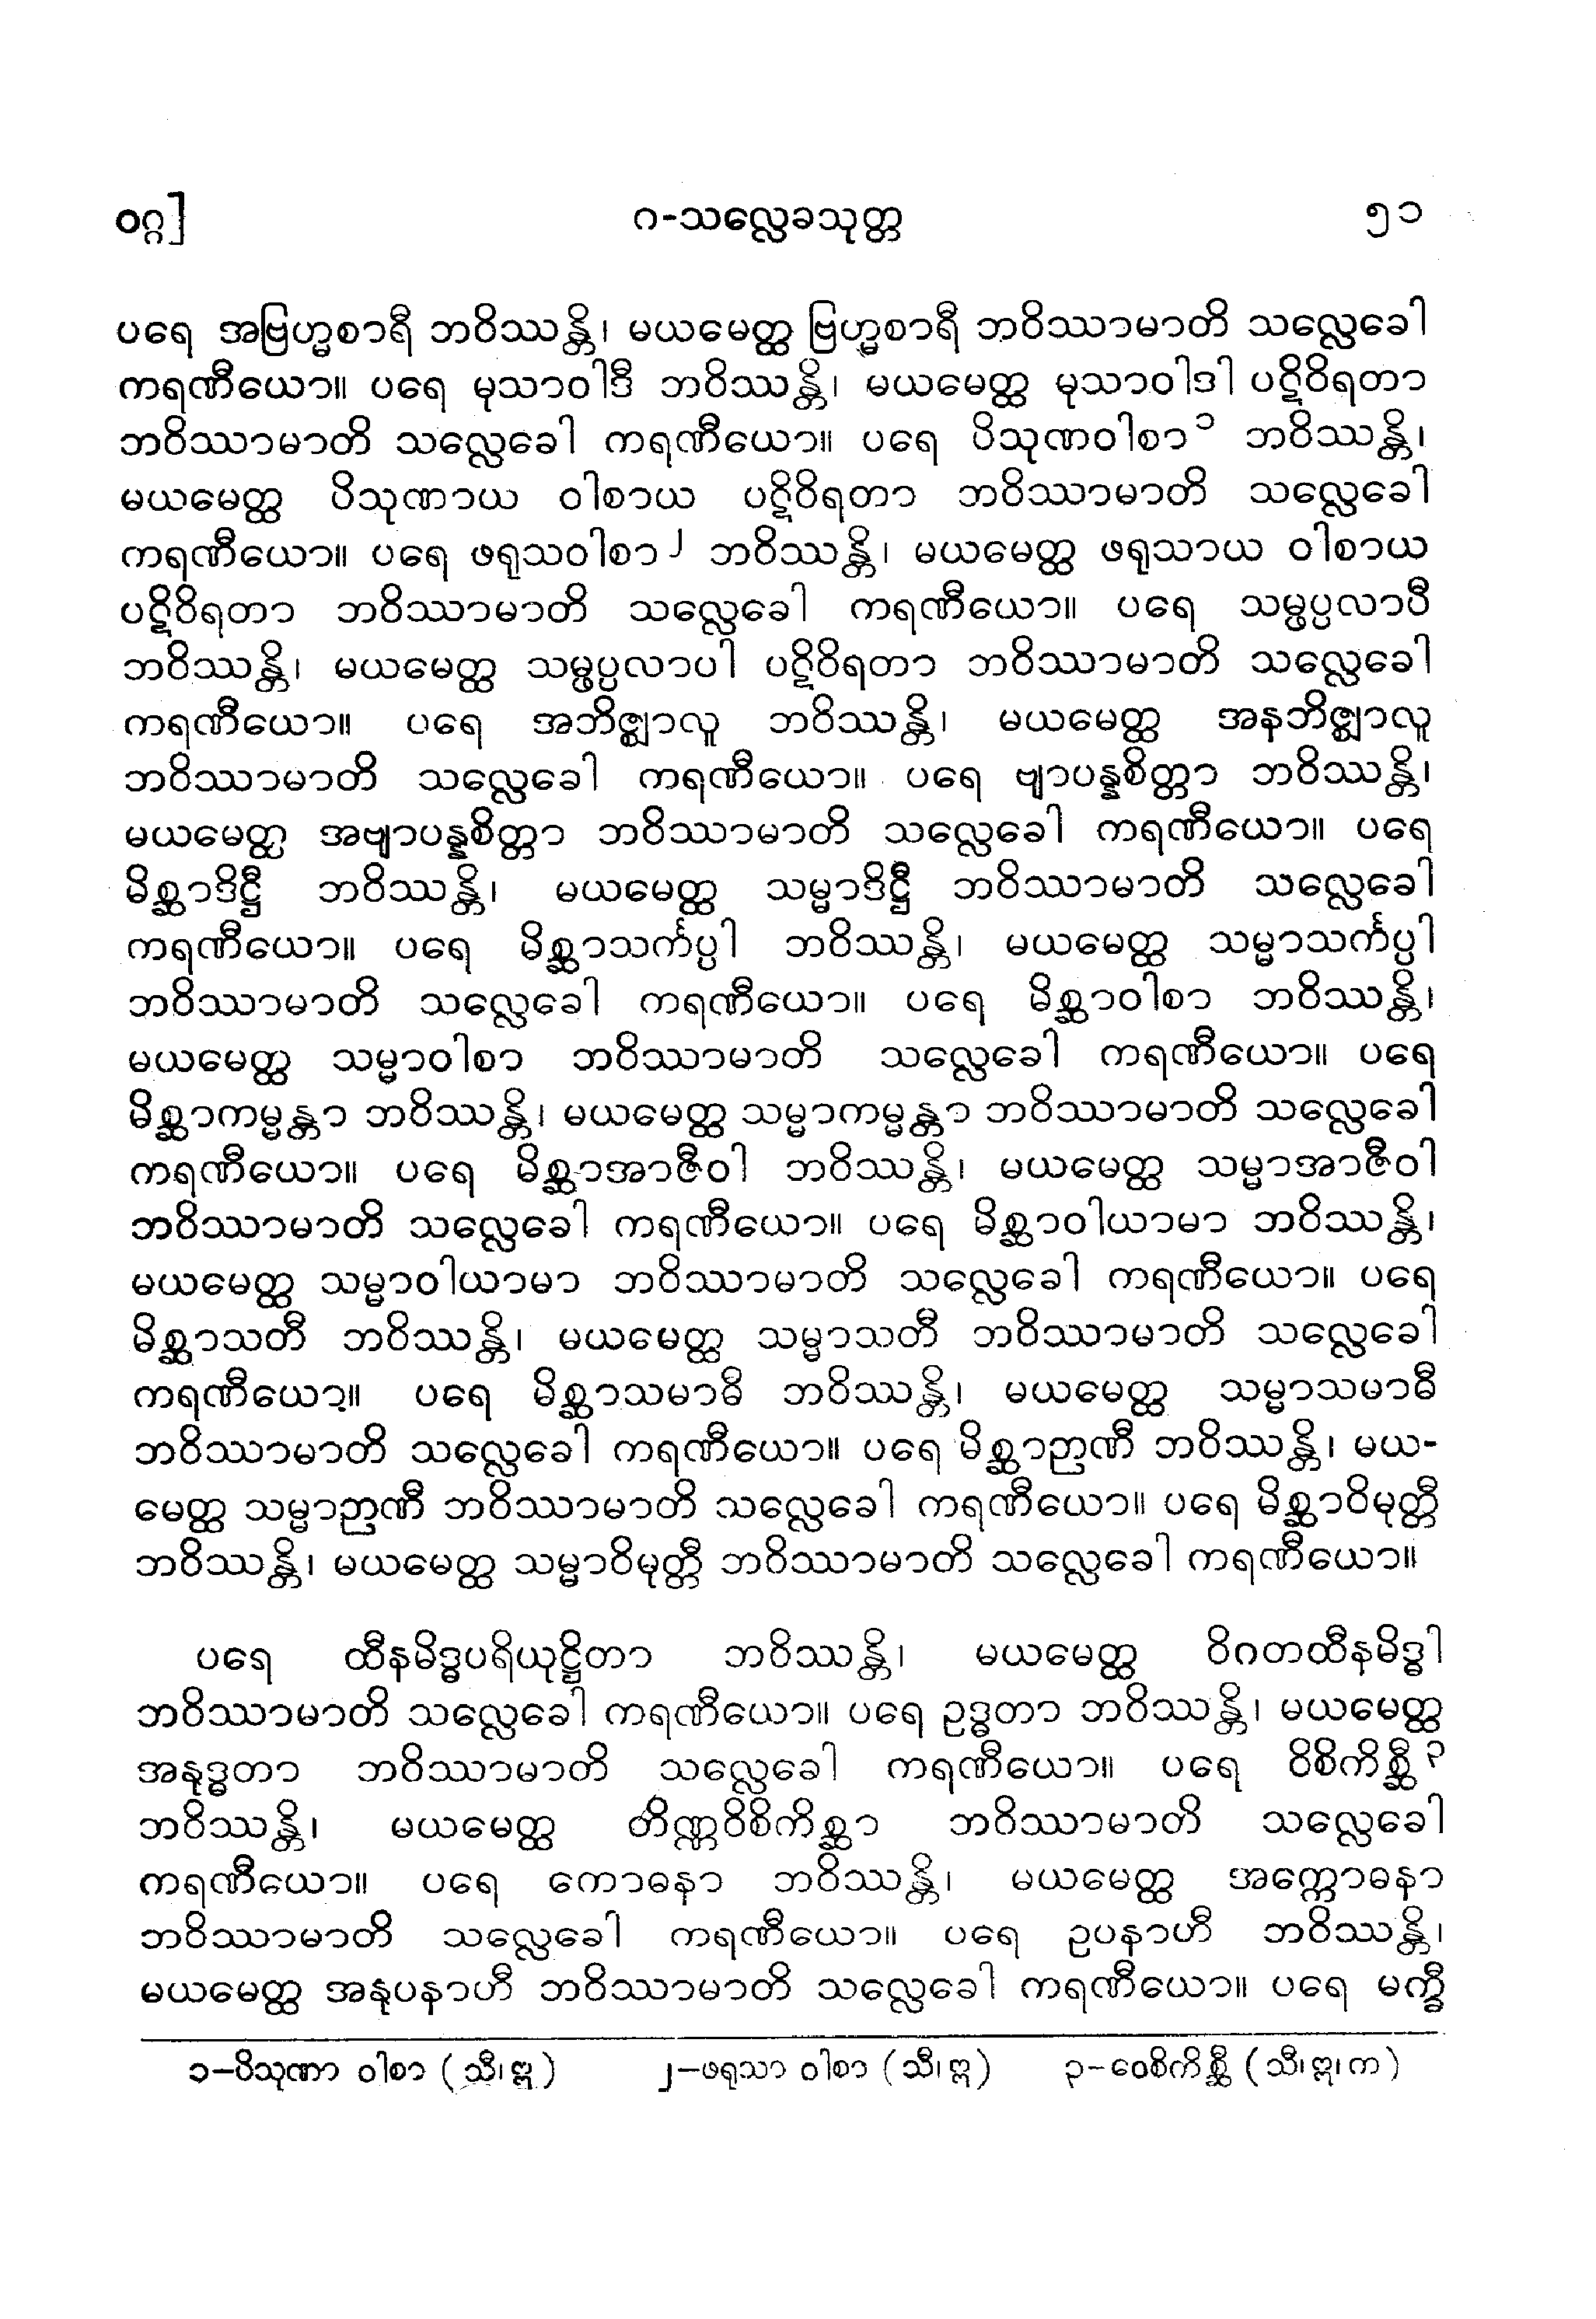 ဝဂ္ဂ]
ဂ-သလ္လေခသုတ္တ
၅၁
ပရေ အဗြဟ္မစာရီ ဘဝိဿန္တိ၊ မယမေတ္ထ ဗြဟ္မစာရီ ဘဝိဿာမာတိ သလ္လေခေါ
ကရဏီယော။ ပရေ မုသာဝါဒီ ဘဝိဿန္တိ၊ မယမေတ္ထ မုသာဝါဒါ ပဋိဝိရတာ
ဘဝိဿာမာတိ သလ္လေခေါ ကရဏီယော။ ပရေ ပိသုဏဝါစာ၁ ဘဝိဿန္တိ၊
မယမေတ္ထ ပိသုဏာယ ဝါစာယ ပဋိဝိရတာ ဘဝိဿာမာတိ သလ္လေခေါ
ကရဏီယော။ ပရေ ဖရုသဝါစာ၂ ဘဝိဿန္တိ၊ မယမေတ္ထ ဖရုသာယ ဝါစာယ
ပဋိဝိရတာ ဘဝိဿာမာတိ သလ္လေခေါ ကရဏီယော။ ပရေ သမ္ဖပ္ပလာပီ
ဘဝိဿန္တိ၊ မယမေတ္ထ သမ္ဖပ္ပလာပါ ပဋိဝိရတာ ဘဝိဿာမာတိ သလ္လေခေါ
ကရဏီယော။ ပရေ အဘိဇ္ဈာလူ ဘဝိဿန္တိ၊ မယမေတ္ထ အနဘိဇ္ဈာလူ
ဘဝိဿာမာတိ သလ္လေခေါ ကရဏီယော။ ပရေ ဗျာပန္နစိတ္တာ ဘဝိဿန္တိ၊
မယမေတ္ထ အဗျာပန္နစိတ္တာ ဘဝိဿာမာတိ သလ္လေခေါ ကရဏီယော။ ပရေ
မိစ္ဆာဒိဋ္ဌီ ဘဝိဿန္တိ၊ မယမေတ္ထ သမ္မာဒိဋ္ဌီ ဘဝိဿာမာတိ သလ္လေခေါ
ကရဏီယော။ ပရေ မိစ္ဆာသင်္ကပ္ပါ ဘဝိဿန္တိ၊ မယမေတ္ထ သမ္မာသင်္ကပ္ပါ
ဘဝိဿာမာတိ သလ္လေခေါ ကရဏီယော။ ပရေ မိစ္ဆာဝါစာ ဘဝိဿန္တိ၊
မယမေတ္ထ သမ္မာဝါစာ ဘဝိဿာမာတိ သလ္လေခေါ ကရဏီယော။ ပရေ
မိစ္ဆာကမ္မန္တာ ဘဝိဿန္တိ၊ မယမေတ္ထ သမ္မာကမ္မန္တာ ဘဝိဿာမာတိ သလ္လေခေါ
ကရဏီယော။ ပရေ မိစ္ဆာအာဇီဝါ ဘဝိဿန္တိ၊ မယမေတ္ထ သမ္မာအာဇီဝါ
ဘဝိဿာမာတိ သလ္လေခေါ ကရဏီယော။ ပရေ မိစ္ဆာဝါယာမာ ဘဝိဿန္တိ၊
မယမေတ္ထ သမ္မာဝါယာမာ ဘဝိဿာမာတိ သလ္လေခေါ ကရဏီယော။ ပရေ
မိစ္ဆာသတီ ဘဝိဿန္တိ၊ မယမေတ္ထ သမ္မာသတီ ဘဝိဿာမာတိ သလ္လေခေါ
ကရဏီယော။ ပရေ မိစ္ဆာသမာဓီ ဘဝိဿန္တိ၊ မယမေတ္ထ သမ္မာသမာဓီ
ဘဝိဿာမာတိ သလ္လေခေါ ကရဏီယော။ ပရေ မိစ္ဆာဉာဏီ ဘဝိဿန္တိ၊ မယ-
မေတ္ထ သမ္မာဉာဏီ ဘဝိဿာမာတိ သလ္လေခေါ ကရဏီယော။ ပရေ မိစ္ဆာဝိမုတ္တီ
ဘဝိဿန္တိ၊ မယမေတ္ထ သမ္မာဝိမုတ္တီ ဘဝိဿာမာတိ သလ္လေခေါ ကရဏီယော။
ပရေ ထီနမိဒ္ဓပရိယုဋ္ဌိတာ ဘဝိဿန္တိ၊ မယမေတ္ထ ဝိဂတထီနမိဒ္ဓါ
ဘဝိဿာမာတိ သလ္လေခေါ ကရဏီယော။ ပရေ ဥဒ္ဓတာ ဘဝိဿန္တိ၊ မယမေတ္ထ
အနုဒ္ဓတာ ဘဝိဿာမာတိ သလ္လေခေါ ကရဏီယော။ ပရေ ဝိစိကိစ္ဆီ၃
ဘဝိဿန္တိ၊ မယမေတ္ထ တိဏ္ဏဝိစိကိစ္ဆာ ဘဝိဿာမာတိ သလ္လေခေါ
ကရဏီယော။ ပရေ ကောဓနာ ဘဝိဿန္တိ၊ မယမေတ္ထ အက္ကောဓနာ
ဘဝိဿာမာတိ သလ္လေခေါ ကရဏီယော။ ပရေ ဥပနာဟီ ဘဝိဿန္တိ၊
မယမေတ္ထ အနုပနာဟီ ဘဝိဿာမာတိ သလ္လေခေါ ကရဏီယော။ ပရေ မက္ခီ
၁-ပိသုဏာ ဝါစာ (သီ၊ဣ) ၂-ဖရုသာ ဝါစာ (သီ၊ဣ) ၃-ဝေစိကိစ္ဆီ (သီ၊ဣ၊က)